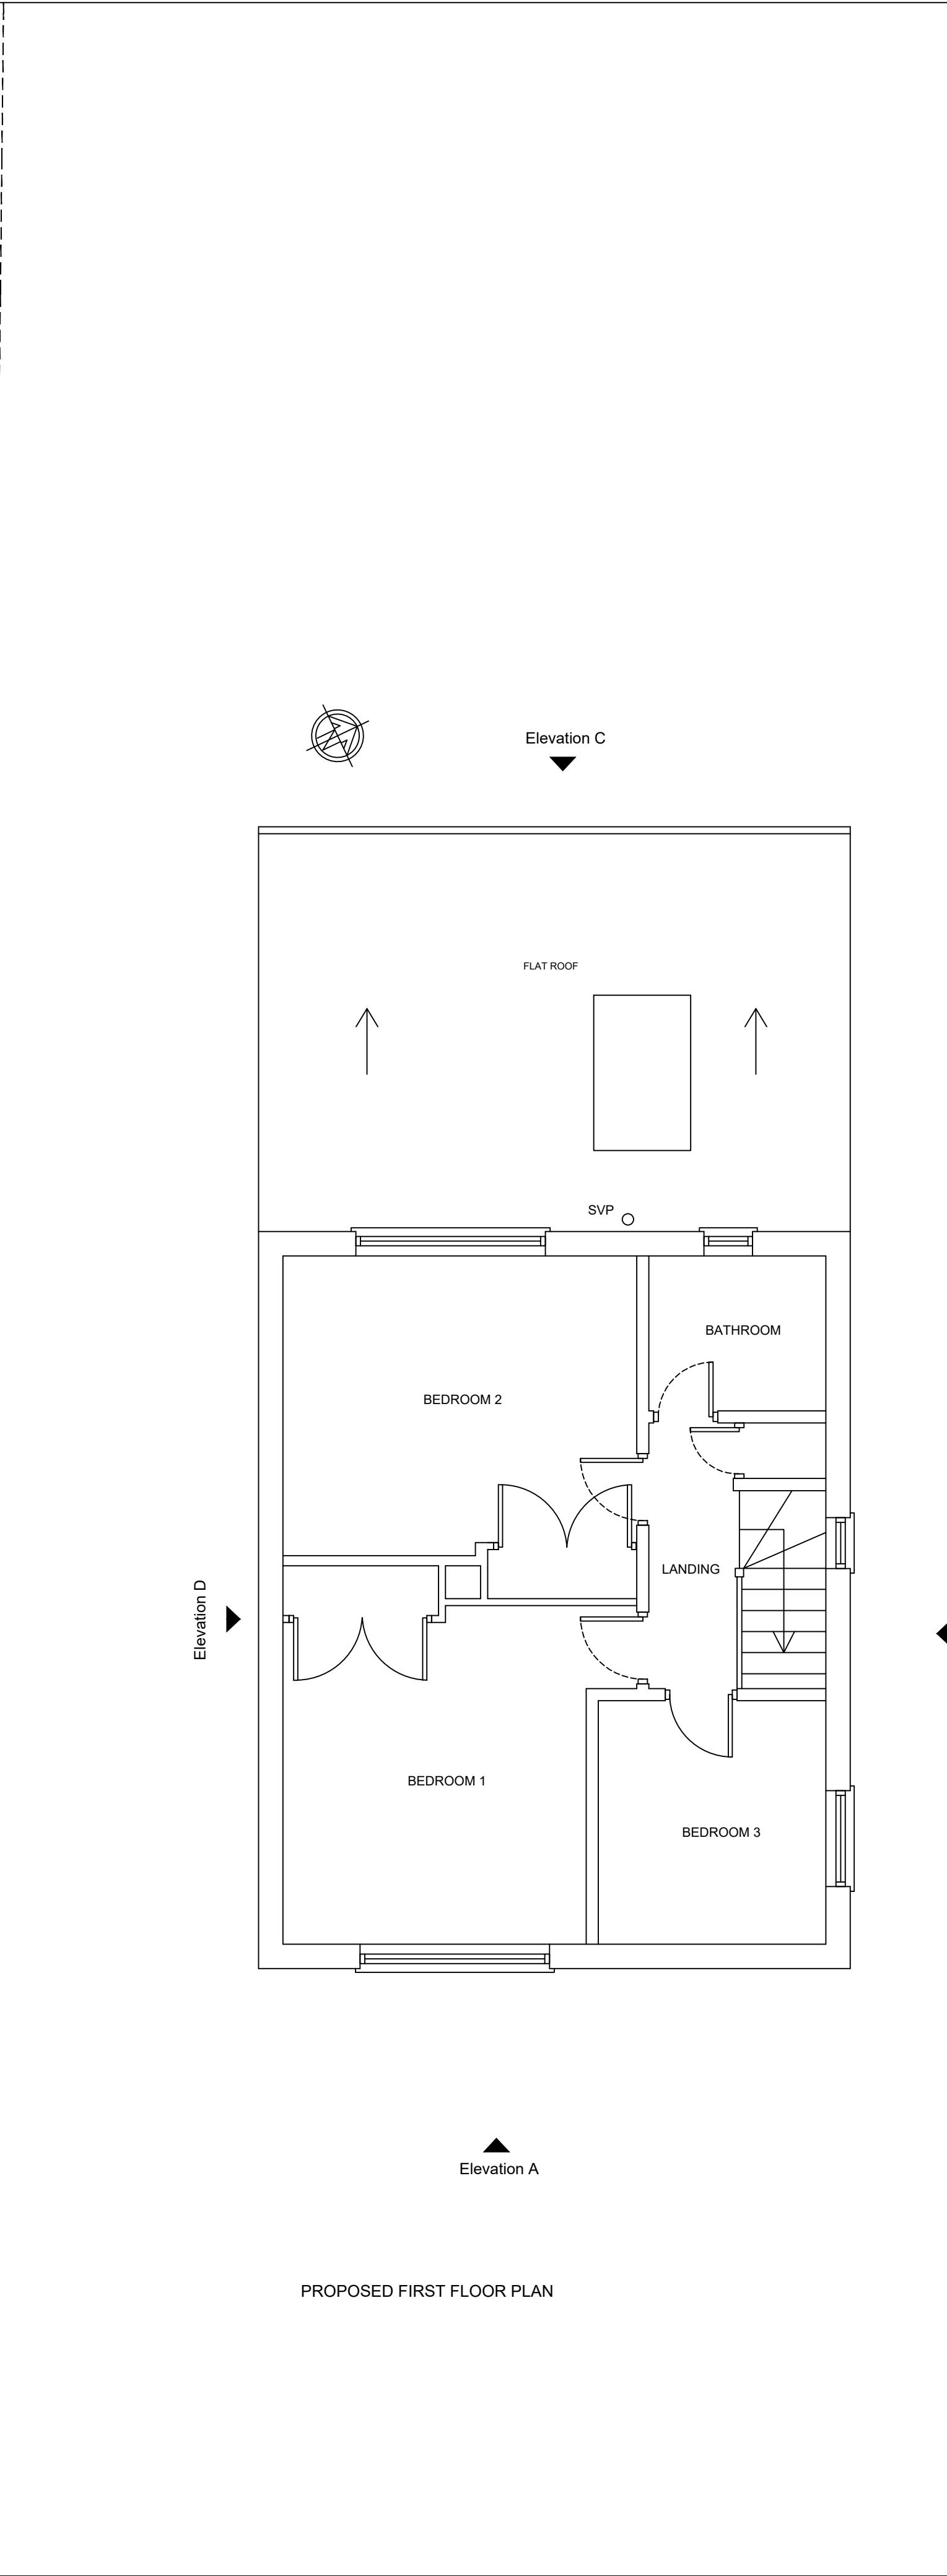 Elevation C
FLAT ROOF
SVP
BATHROOM
BEDROOM 2
LANDING
Elevation D
BEDROOM 1
BEDROOM 3
Elevation A
PROPOSED FIRST FLOOR PLAN